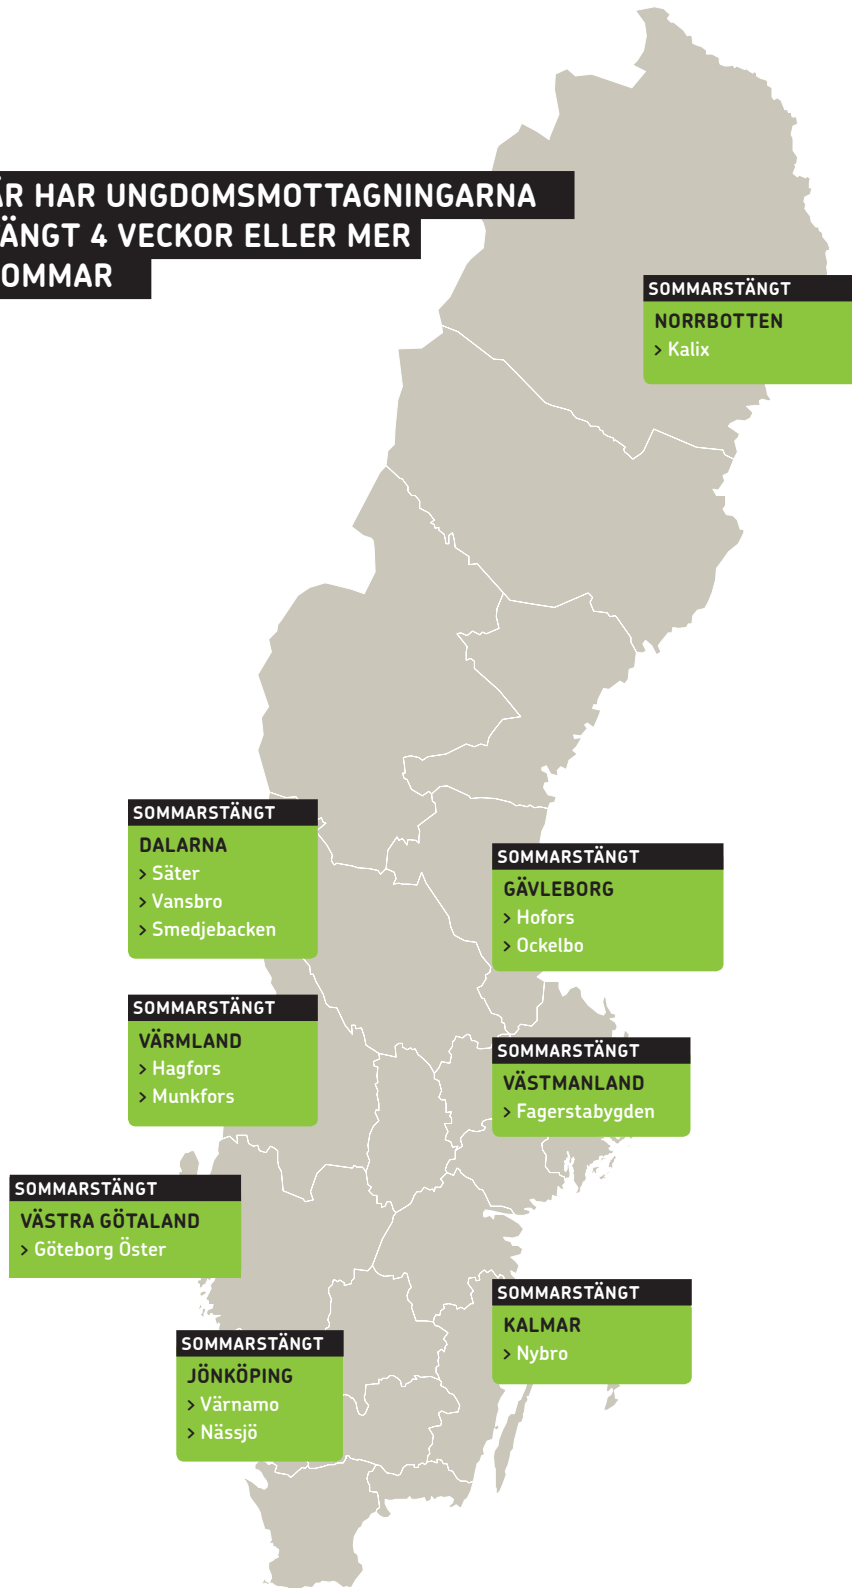 ÄR HAR UNGDOMSMOTTAGNINGARNA
ÄNGT 4 VECKOR ELLER MER
OMMAR
SOMMARSTÄNGT
NORRBOTTEN
> Kalix
SOMMARSTÄNGT
DALARNA
> Säter
> Vansbro
> Smedjebacken
SOMMARSTÄNGT
GÄVLEBORG
> Hofors
> Ockelbo
SOMMARSTÄNGT
VÄRMLAND
> Hagfors
> Munkfors
SOMMARSTÄNGT
VÄSTMANLAND
> Fagerstabygden
SOMMARSTÄNGT
VÄSTRA GÖTALAND
> Göteborg Öster
SOMMARSTÄNGT
KALMAR
> Nybro
SOMMARSTÄNGT
JÖNKÖPING
> Värnamo
> Nässjö